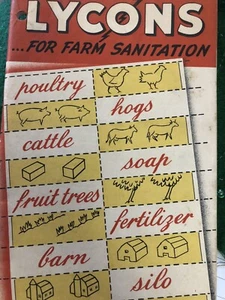 LYCONS
...FOR FARM SANITATION
poultry
hogs
cattle
soap
fruit trees
fertilizer
barn
silo